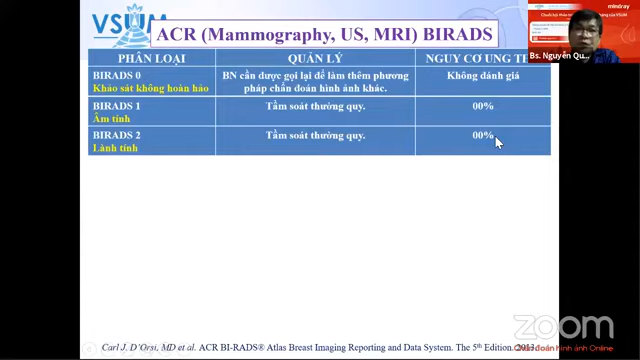 VSUM
ACR (Mammography, US, MRI) BIRADS
mindray
Bs. Nguyễn Qu...
PHÂN LOẠI
QUẢN LÝ
NGUY CƠ UNG
BIRADS 0
Khảo sát không hoàn hảo
BN cần được gọi lại để làm thêm phương
pháp chẩn đoán hình ảnh khác.
Không đánh giá
BIRADS 1
Âm tính
Tầm soát thường quy.
00%
BIRADS 2
Lành tính
Tầm soát thường quy.
00%
zoom
Carl J. D'Orsi, MD et al. ACR BI-RADS® Atlas Breast Imaging Reporting and Data System. The 5th Edition. 2013.
Chẩn đoán hình ảnh Online